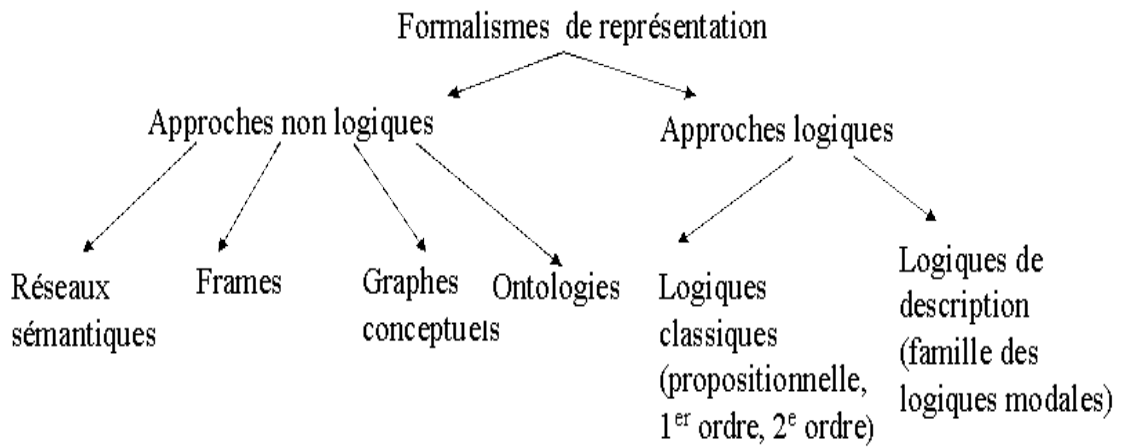 Formalismes de représentation
Approches non logiques
Approches logiques
Réseaux
sémantiques
Frames
Graphes
conceptuels
Ontologies
Logiques
classiques
(propositionnelle,
1er ordre, 2e ordre)
Logiques de
description
(famille des
logiques modales)